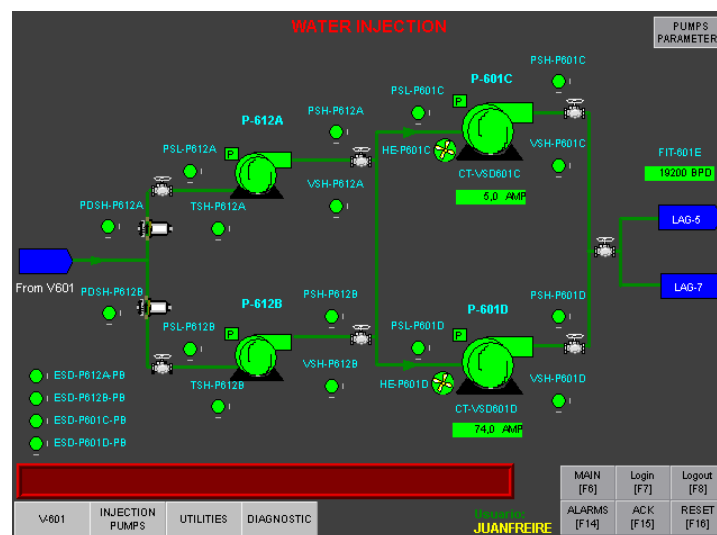 WATER INJECTION
PUMPS
PARAMETER
PSH-P601C
P-601C
PSL-P601C
P
PSH-P612A
P-612A
PSL-P612A
P
HE-P601C
VSH-P601C
FIT-601E
CT-VSD601C
19200 BPD
VSH-P612A
5,0 AMP
PDSH-P612A
TSH-P612A
LAG-5
From V601
PDSH-P612B
LAG-7
PSH-P612B
PSH-P601D
P-612B
P-601D
PSL-P612B
P
PSL-P601D
P
VSH-P612B
ESD-P612A-PB
TSH-P612B
HE-P601D
VSH-P601D
ESD-P612B-PB
CT-VSD601D
ESD-P601C-PB
74,0 AMP
ESD-P601D-PB
MAIN
[F6]
Login
[F7]
Logout
[F8]
V-601
INJECTION
PUMPS
UTILITIES
DIAGNOSTIC
Usuario:
JUANFREIRE
ALARMS
[F14]
ACK
[F15]
RESET
[F16]